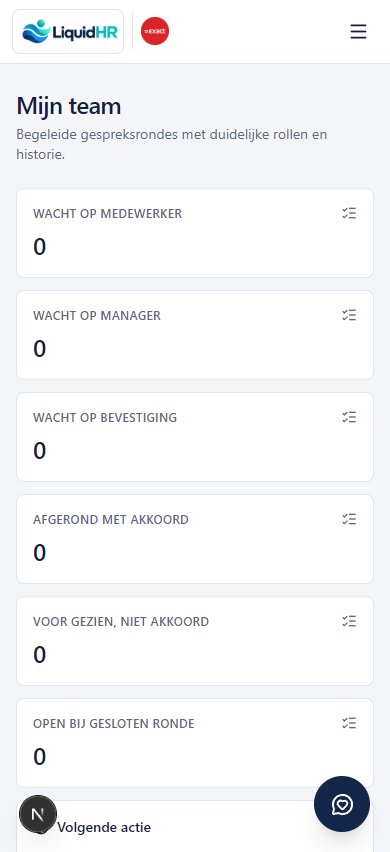 LiquidHR
=exact
Mijn team
Begeleide gespreksrondes met duidelijke rollen en
historie.
WACHT OP MEDEWERKER
0
WACHT OP MANAGER
0
WACHT OP BEVESTIGING
0
AFGEROND MET AKKOORD
0
VOOR GEZIEN, NIET AKKOORD
0
OPEN BIJ GESLOTEN RONDE
0
N
Volgende actie